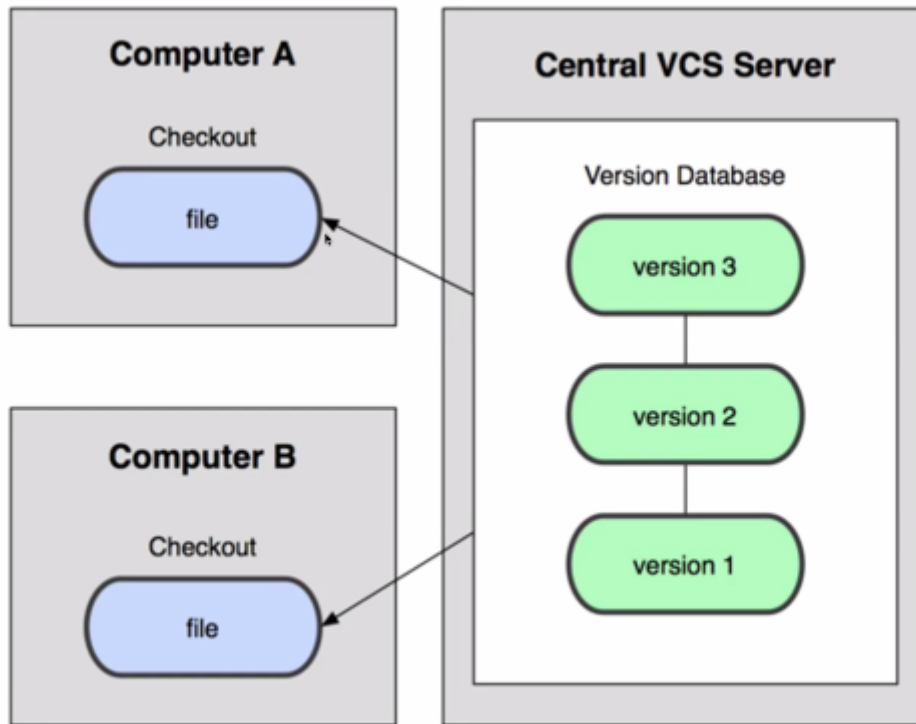 Computer A
Checkout
file
Computer B
Checkout
file
Central VCS Server
Version Database
version 3
version 2
version 1